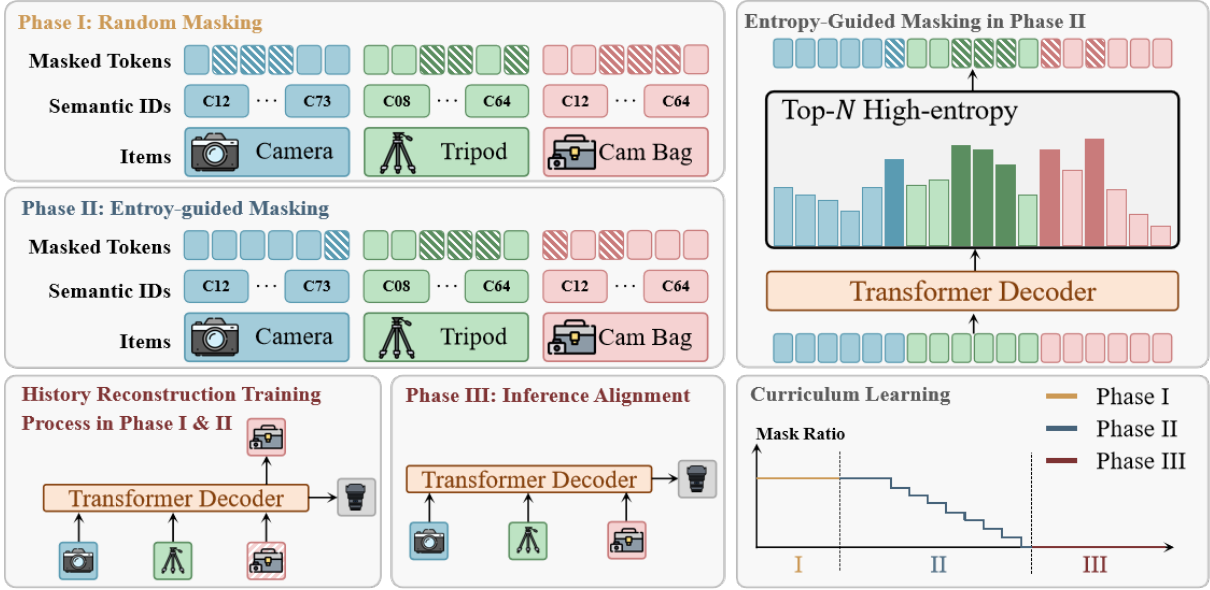 Phase I: Random Masking
Masked Tokens
Semantic IDs
C12 ··· C73 C08 ··· C64 C12 ··· C64
Items
Camera Tripod Cam Bag
Phase II: Entroy-guided Masking
Masked Tokens
Semantic IDs
C12 ··· C73 C08 ··· C64 C12 ··· C64
Items
Camera Tripod Cam Bag
Entropy-Guided Masking in Phase II
Top-N High-entropy
Transformer Decoder
History Reconstruction Training
Process in Phase I & II
Transformer Decoder
Phase III: Inference Alignment
Transformer Decoder
Curriculum Learning
Phase I
Phase II
Phase III
Mask Ratio
I II III